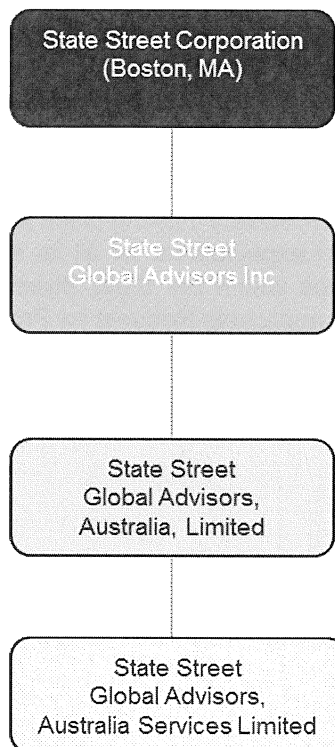 State Street Corporation
(Boston, MA)
State Street
Global Advisors Inc
State Street
Global Advisors,
Australia, Limited
State Street
Global Advisors,
Australia Services Limited